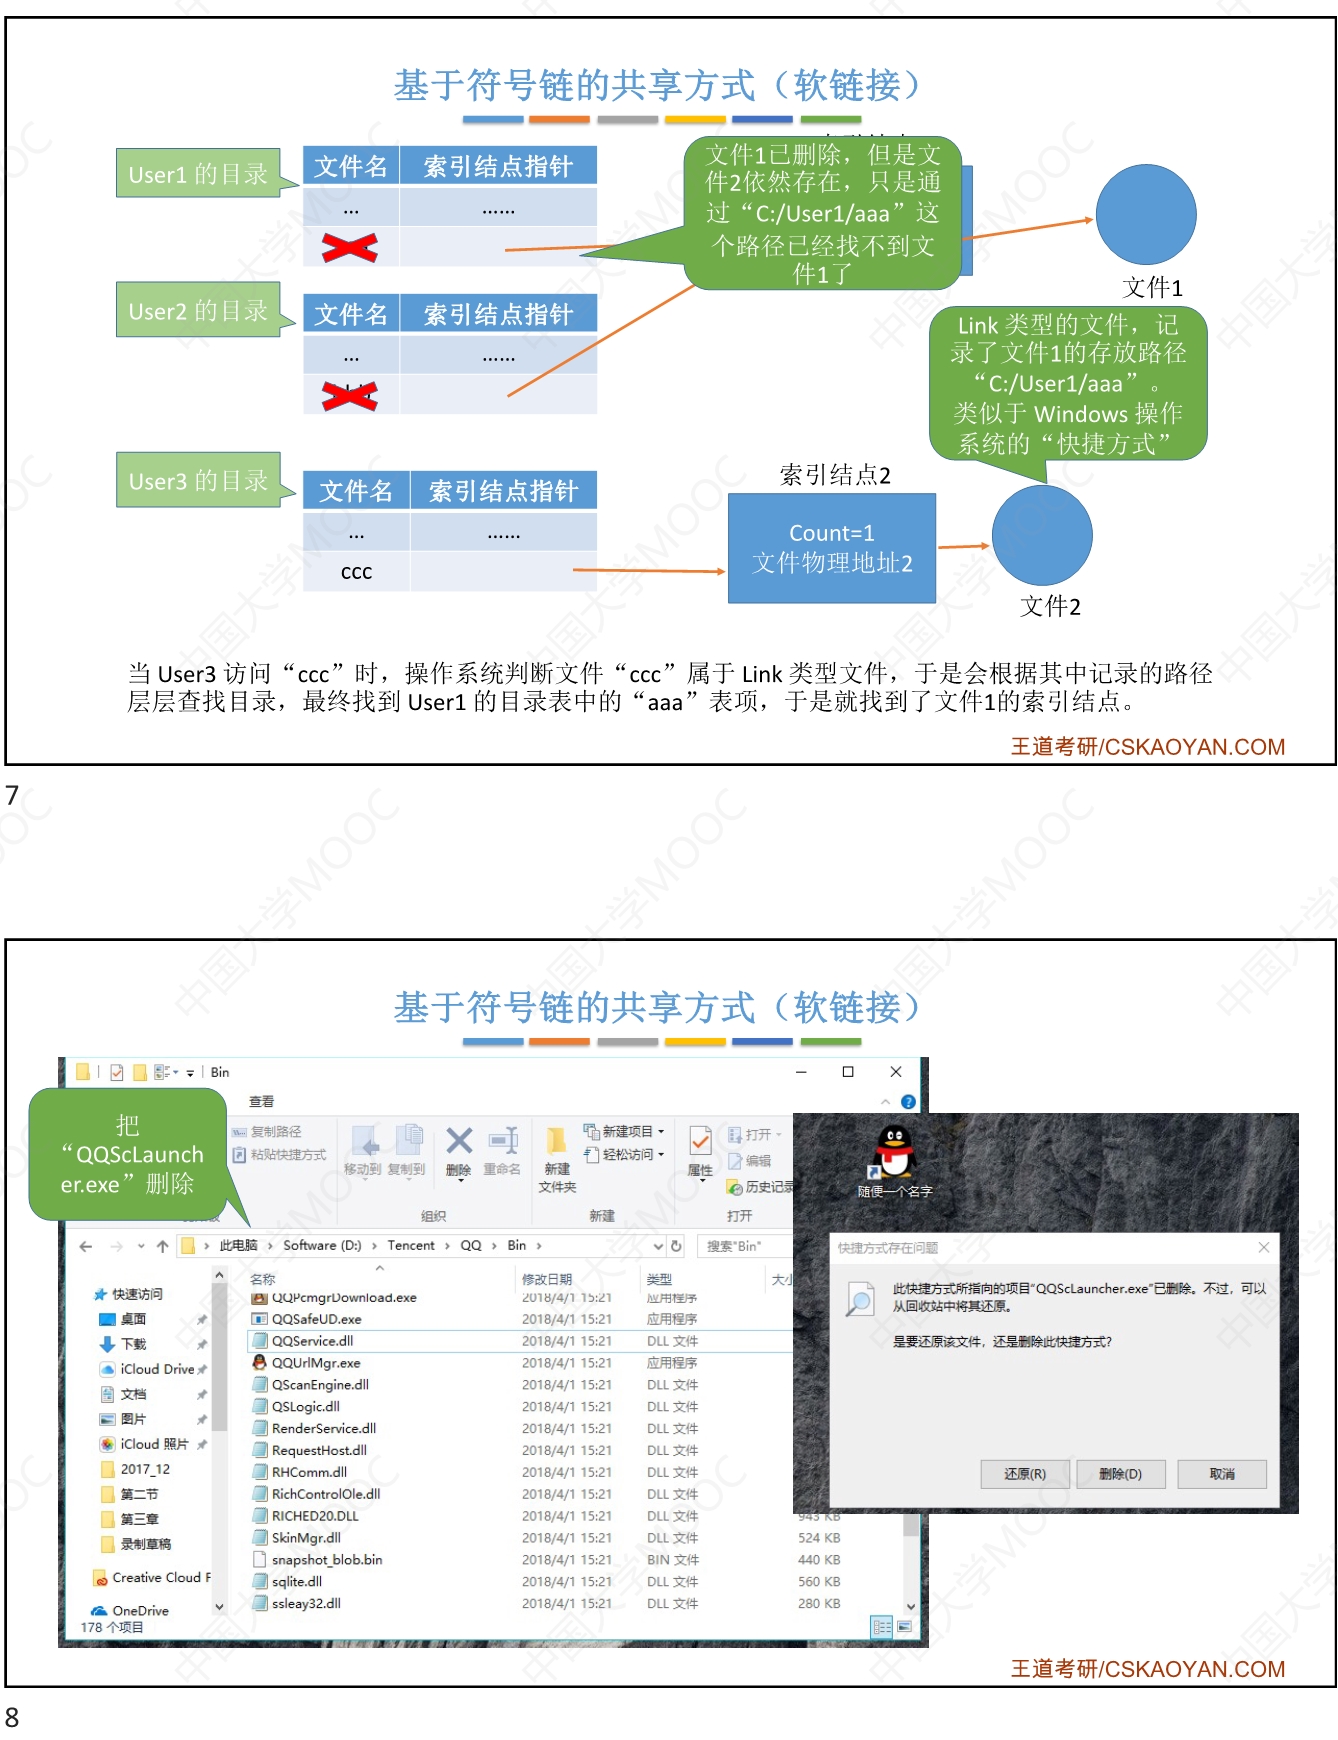 基于符号链的共享方式（软链接）
User1 的目录
文件名 索引结点指针
... ......
文件1已删除，但是文
件2依然存在，只是通
过“C:/User1/aaa”这
个路径已经找不到文
件1了
文件1
User2 的目录
文件名 索引结点指针
... ......
Link 类型的文件，记
录了文件1的存放路径
“C:/User1/aaa”。
类似于 Windows 操作
系统的“快捷方式”
User3 的目录
文件名 索引结点指针
... ......
ccc
索引结点2
Count=1
文件物理地址2
文件2
当 User3 访问“ccc”时，操作系统判断文件“ccc”属于 Link 类型文件，于是会根据其中记录的路径
层层查找目录，最终找到 User1 的目录表中的“aaa”表项，于是就找到了文件1的索引结点。
王道考研/CSKAOYAN.COM
7
基于符号链的共享方式（软链接）
Bin
查看
把
“QQScLaunch
er.exe”删除
复制路径
粘贴快捷方式
移动到 复制到 删除 重命名
新建
文件夹
新建项目
轻松访问
属性
打开
编辑
历史记录
组织 新建 打开
此电脑 › Software (D:) › Tencent › QQ › Bin ›
搜索"Bin"
快速访问
桌面
下载
iCloud Drive
文档
图片
iCloud 照片
2017_12
第二节
第三章
录制草稿
Creative Cloud F
OneDrive
178 个项目
名称 修改日期 类型
QQPcmgrDownload.exe 2018/4/1 15:21 应用程序
QQSafeUD.exe 2018/4/1 15:21 应用程序
QQService.dll 2018/4/1 15:21 DLL 文件
QQUrlMgr.exe 2018/4/1 15:21 应用程序
QScanEngine.dll 2018/4/1 15:21 DLL 文件
QSLogic.dll 2018/4/1 15:21 DLL 文件
RenderService.dll 2018/4/1 15:21 DLL 文件
RequestHost.dll 2018/4/1 15:21 DLL 文件
RHComm.dll 2018/4/1 15:21 DLL 文件
RichControlOle.dll 2018/4/1 15:21 DLL 文件
RICHED20.DLL 2018/4/1 15:21 DLL 文件 943 KB
SkinMgr.dll 2018/4/1 15:21 DLL 文件 524 KB
snapshot_blob.bin 2018/4/1 15:21 BIN 文件 440 KB
sqlite.dll 2018/4/1 15:21 DLL 文件 560 KB
ssleay32.dll 2018/4/1 15:21 DLL 文件 280 KB
随便一个名字
快捷方式存在问题
此快捷方式所指向的项目“QQScLauncher.exe”已删除。不过，可以
从回收站中将其还原。
是要还原该文件，还是删除此快捷方式?
还原(R) 删除(D) 取消
王道考研/CSKAOYAN.COM
8
中国大学MOOC